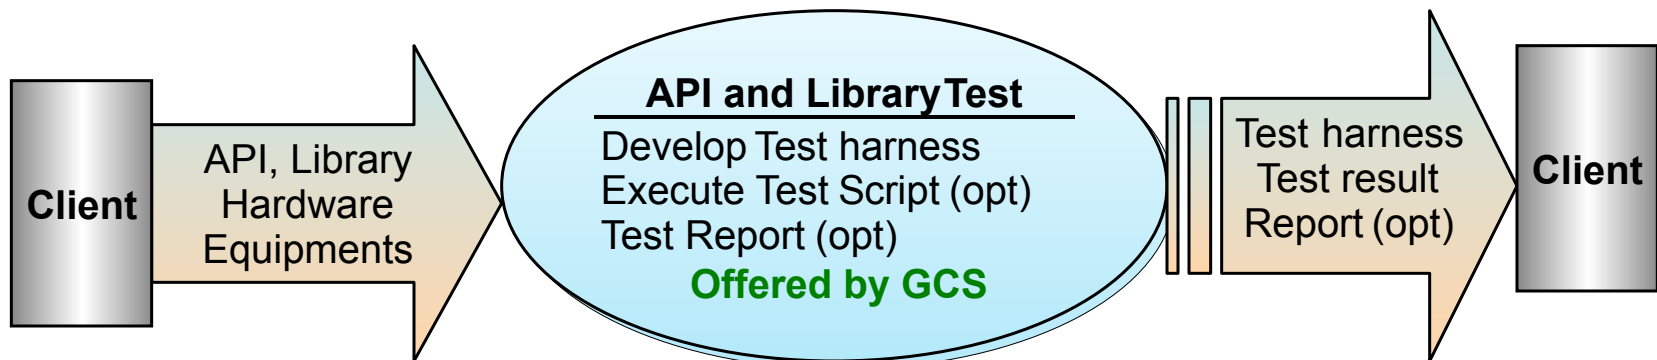 Client
API, Library
Hardware
Equipments
API and Library Test
Develop Test harness
Execute Test Script (opt)
Test Report (opt)
Offered by GCS
Test harness
Test result
Report (opt)
Client